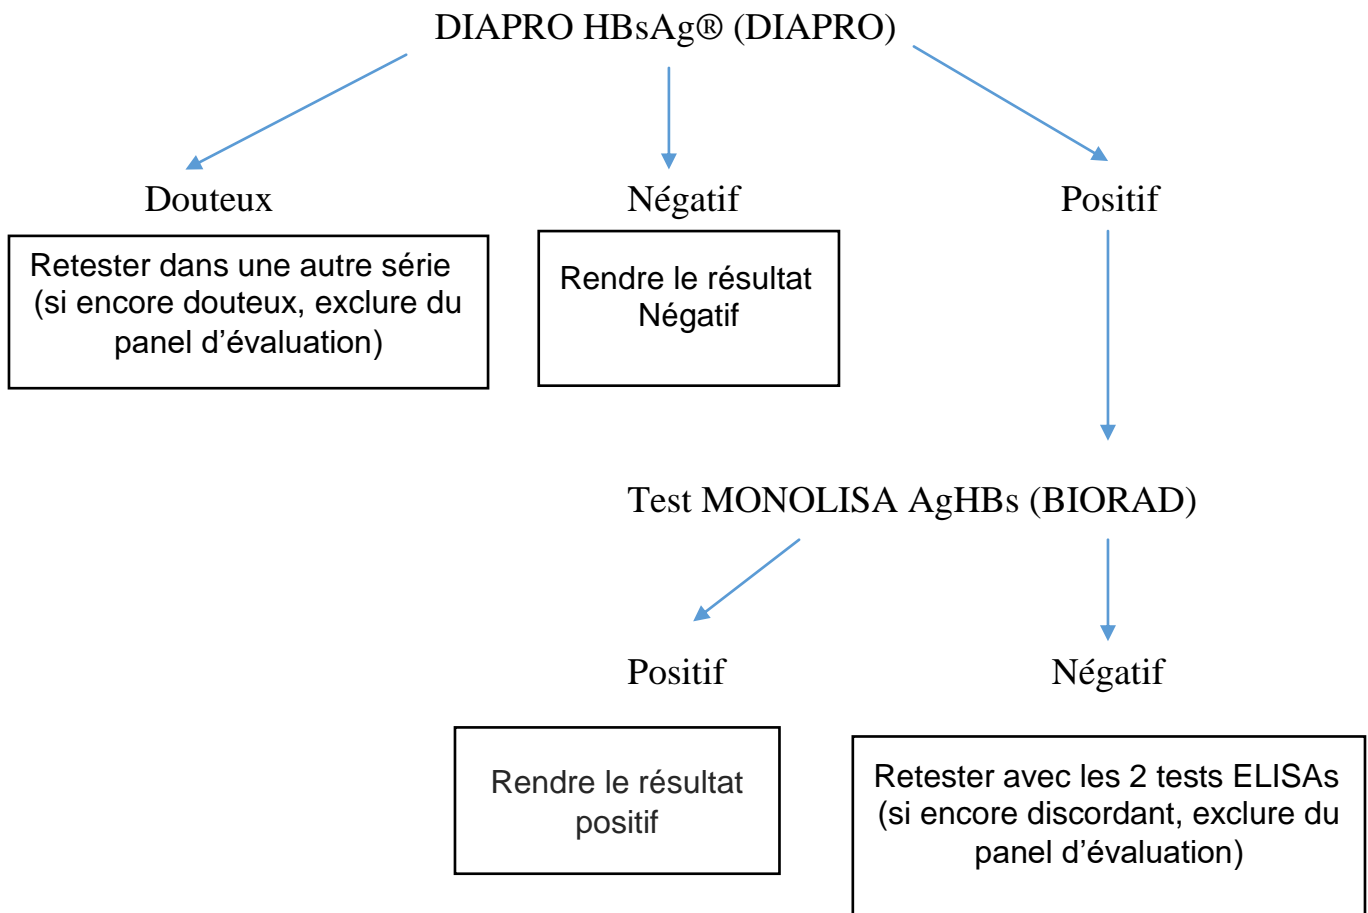 DIAPRO HBsAg® (DIAPRO)
Douteux
Négatif
Positif
Retester dans une autre série
(si encore douteux, exclure du
panel d’évaluation)
Rendre le résultat
Négatif
Test MONOLISA AgHBs (BIORAD)
Positif
Négatif
Rendre le résultat
positif
Retester avec les 2 tests ELISAs
(si encore discordant, exclure du
panel d’évaluation)